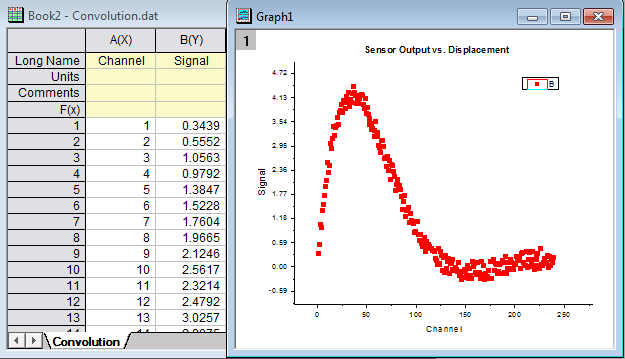 Book2 - Convolution.dat
A(X) B(Y)
Long Name Channel Signal
Units
Comments
F(x)
1 1 0.3439
2 2 0.5552
3 3 1.0563
4 4 0.9792
5 5 1.3847
6 6 1.5228
7 7 1.7604
8 8 1.9665
9 9 2.1246
10 10 2.5617
11 11 2.3214
12 12 2.4792
13 13 3.0257
Convolution
Graph1
1
Sensor Output vs. Displacement
B
4.72
4.13
3.54
2.95
2.36
1.77
1.18
0.59
0.00
-0.59
Signal
0 50 100 150 200 250
Channel